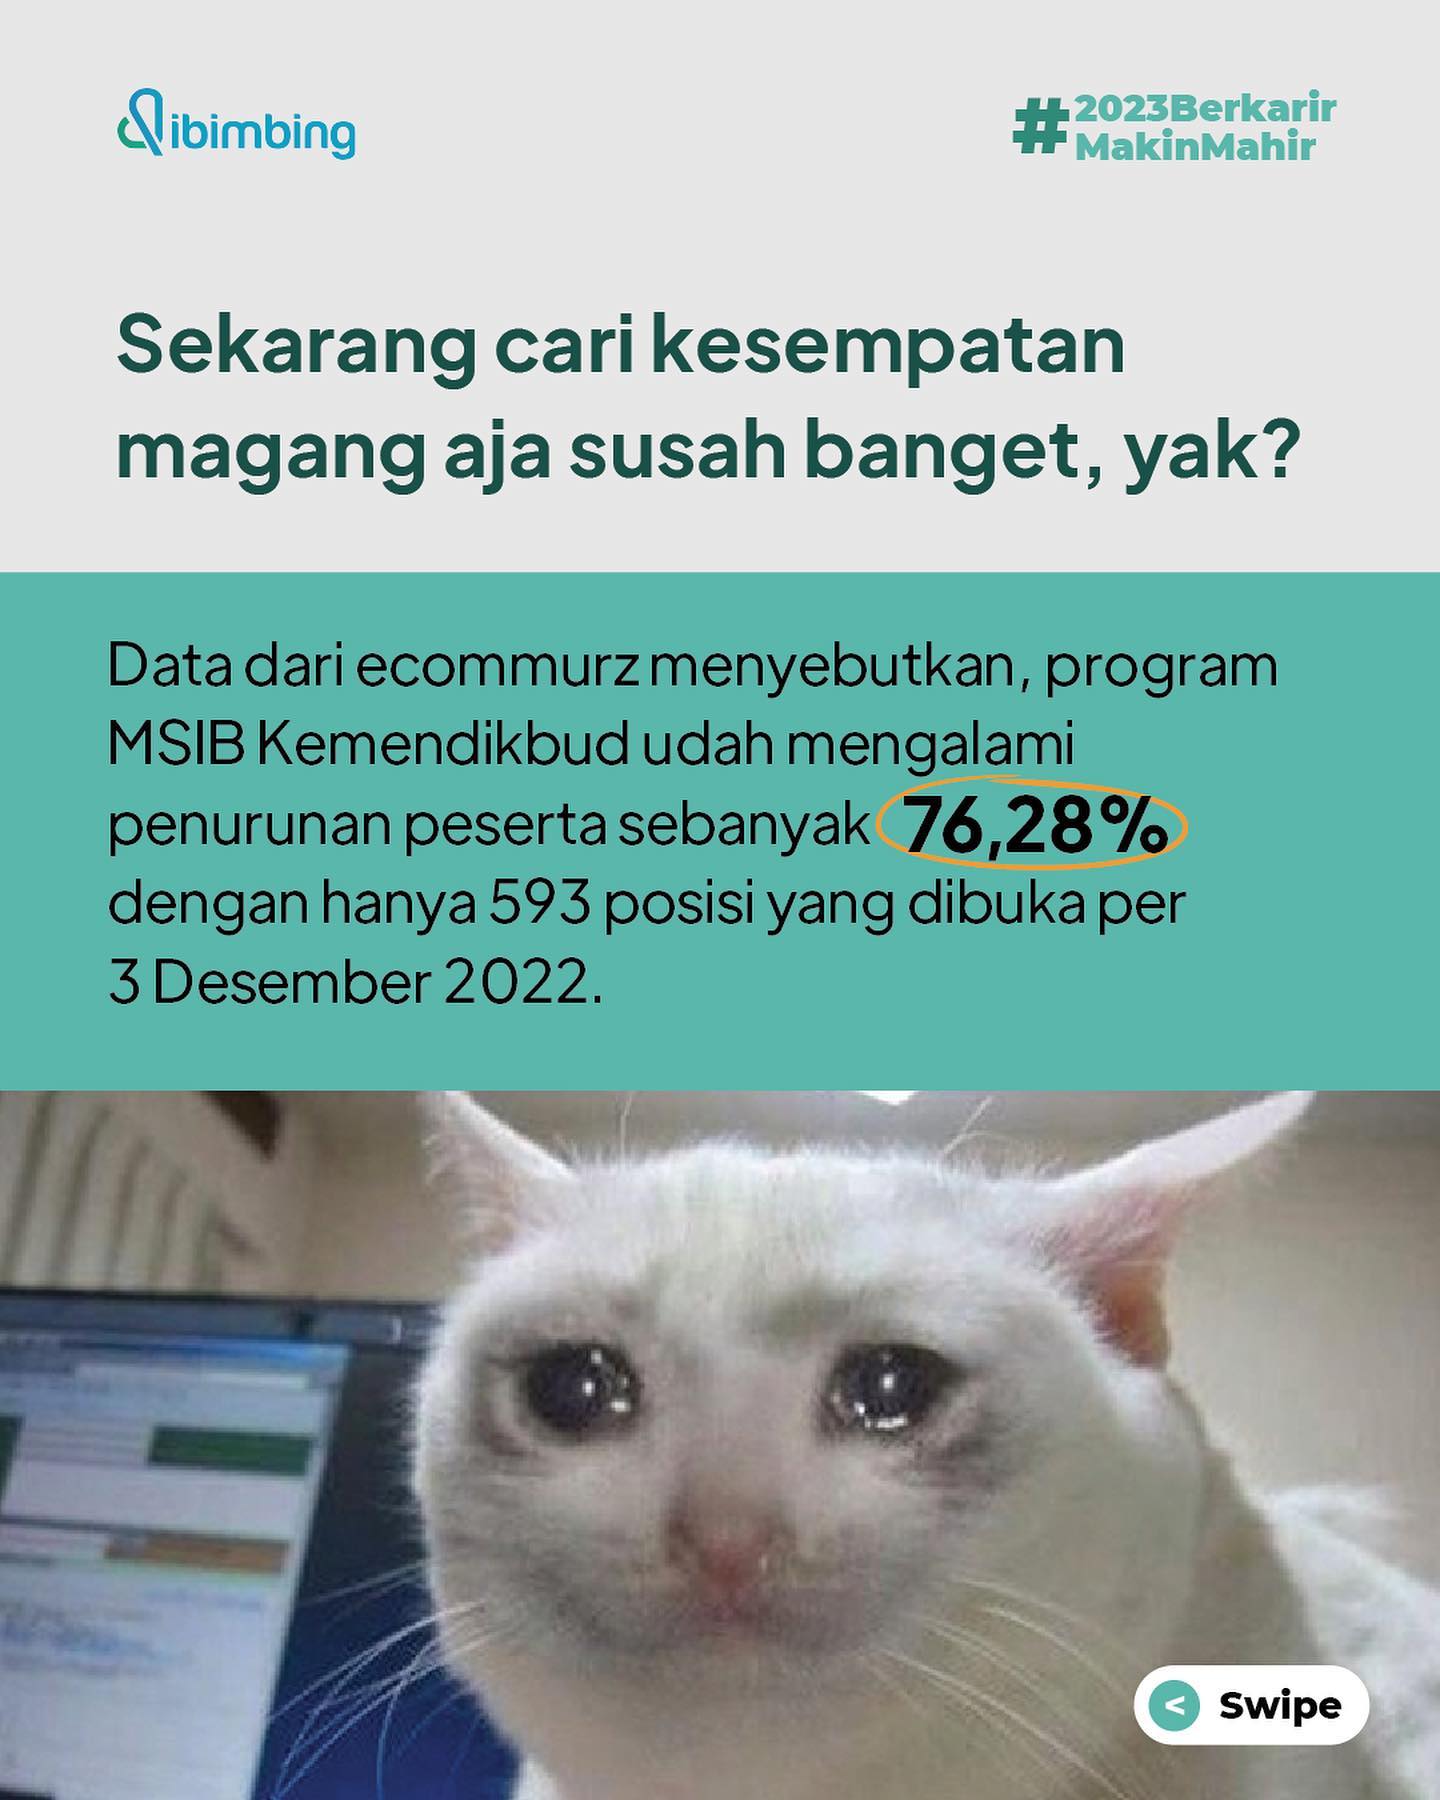 ibimbing
#2023Berkarir
MakinMahir
Sekarang cari kesempatan
magang aja susah banget, yak?
Data dari ecommurz menyebutkan, program
MSIB Kemendikbud udah mengalami
penurunan peserta sebanyak 76,28%
dengan hanya 593 posisi yang dibuka per
3 Desember 2022.
< Swipe